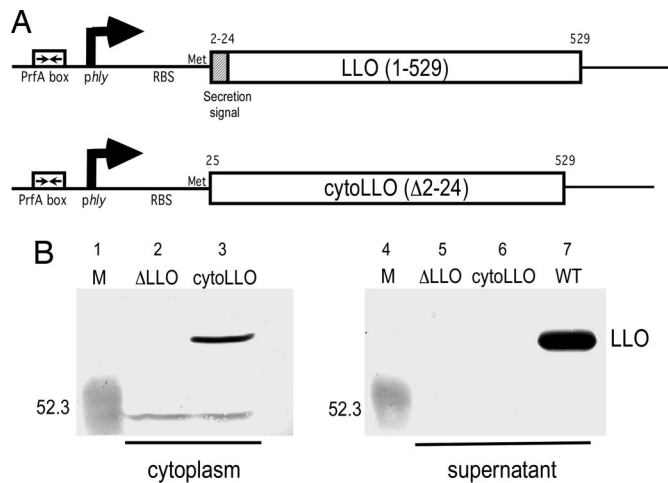 A
2-24
529
Met
LLO (1-529)
PrfA box
phly
RBS
Secretion
signal
25
529
Met
cytoLLO (Δ2-24)
PrfA box
phly
RBS
B
1 2 3
M ΔLLO cytoLLO
52.3
cytoplasm
4 5 6 7
M ΔLLO cytoLLO WT
LLO
52.3
supernatant